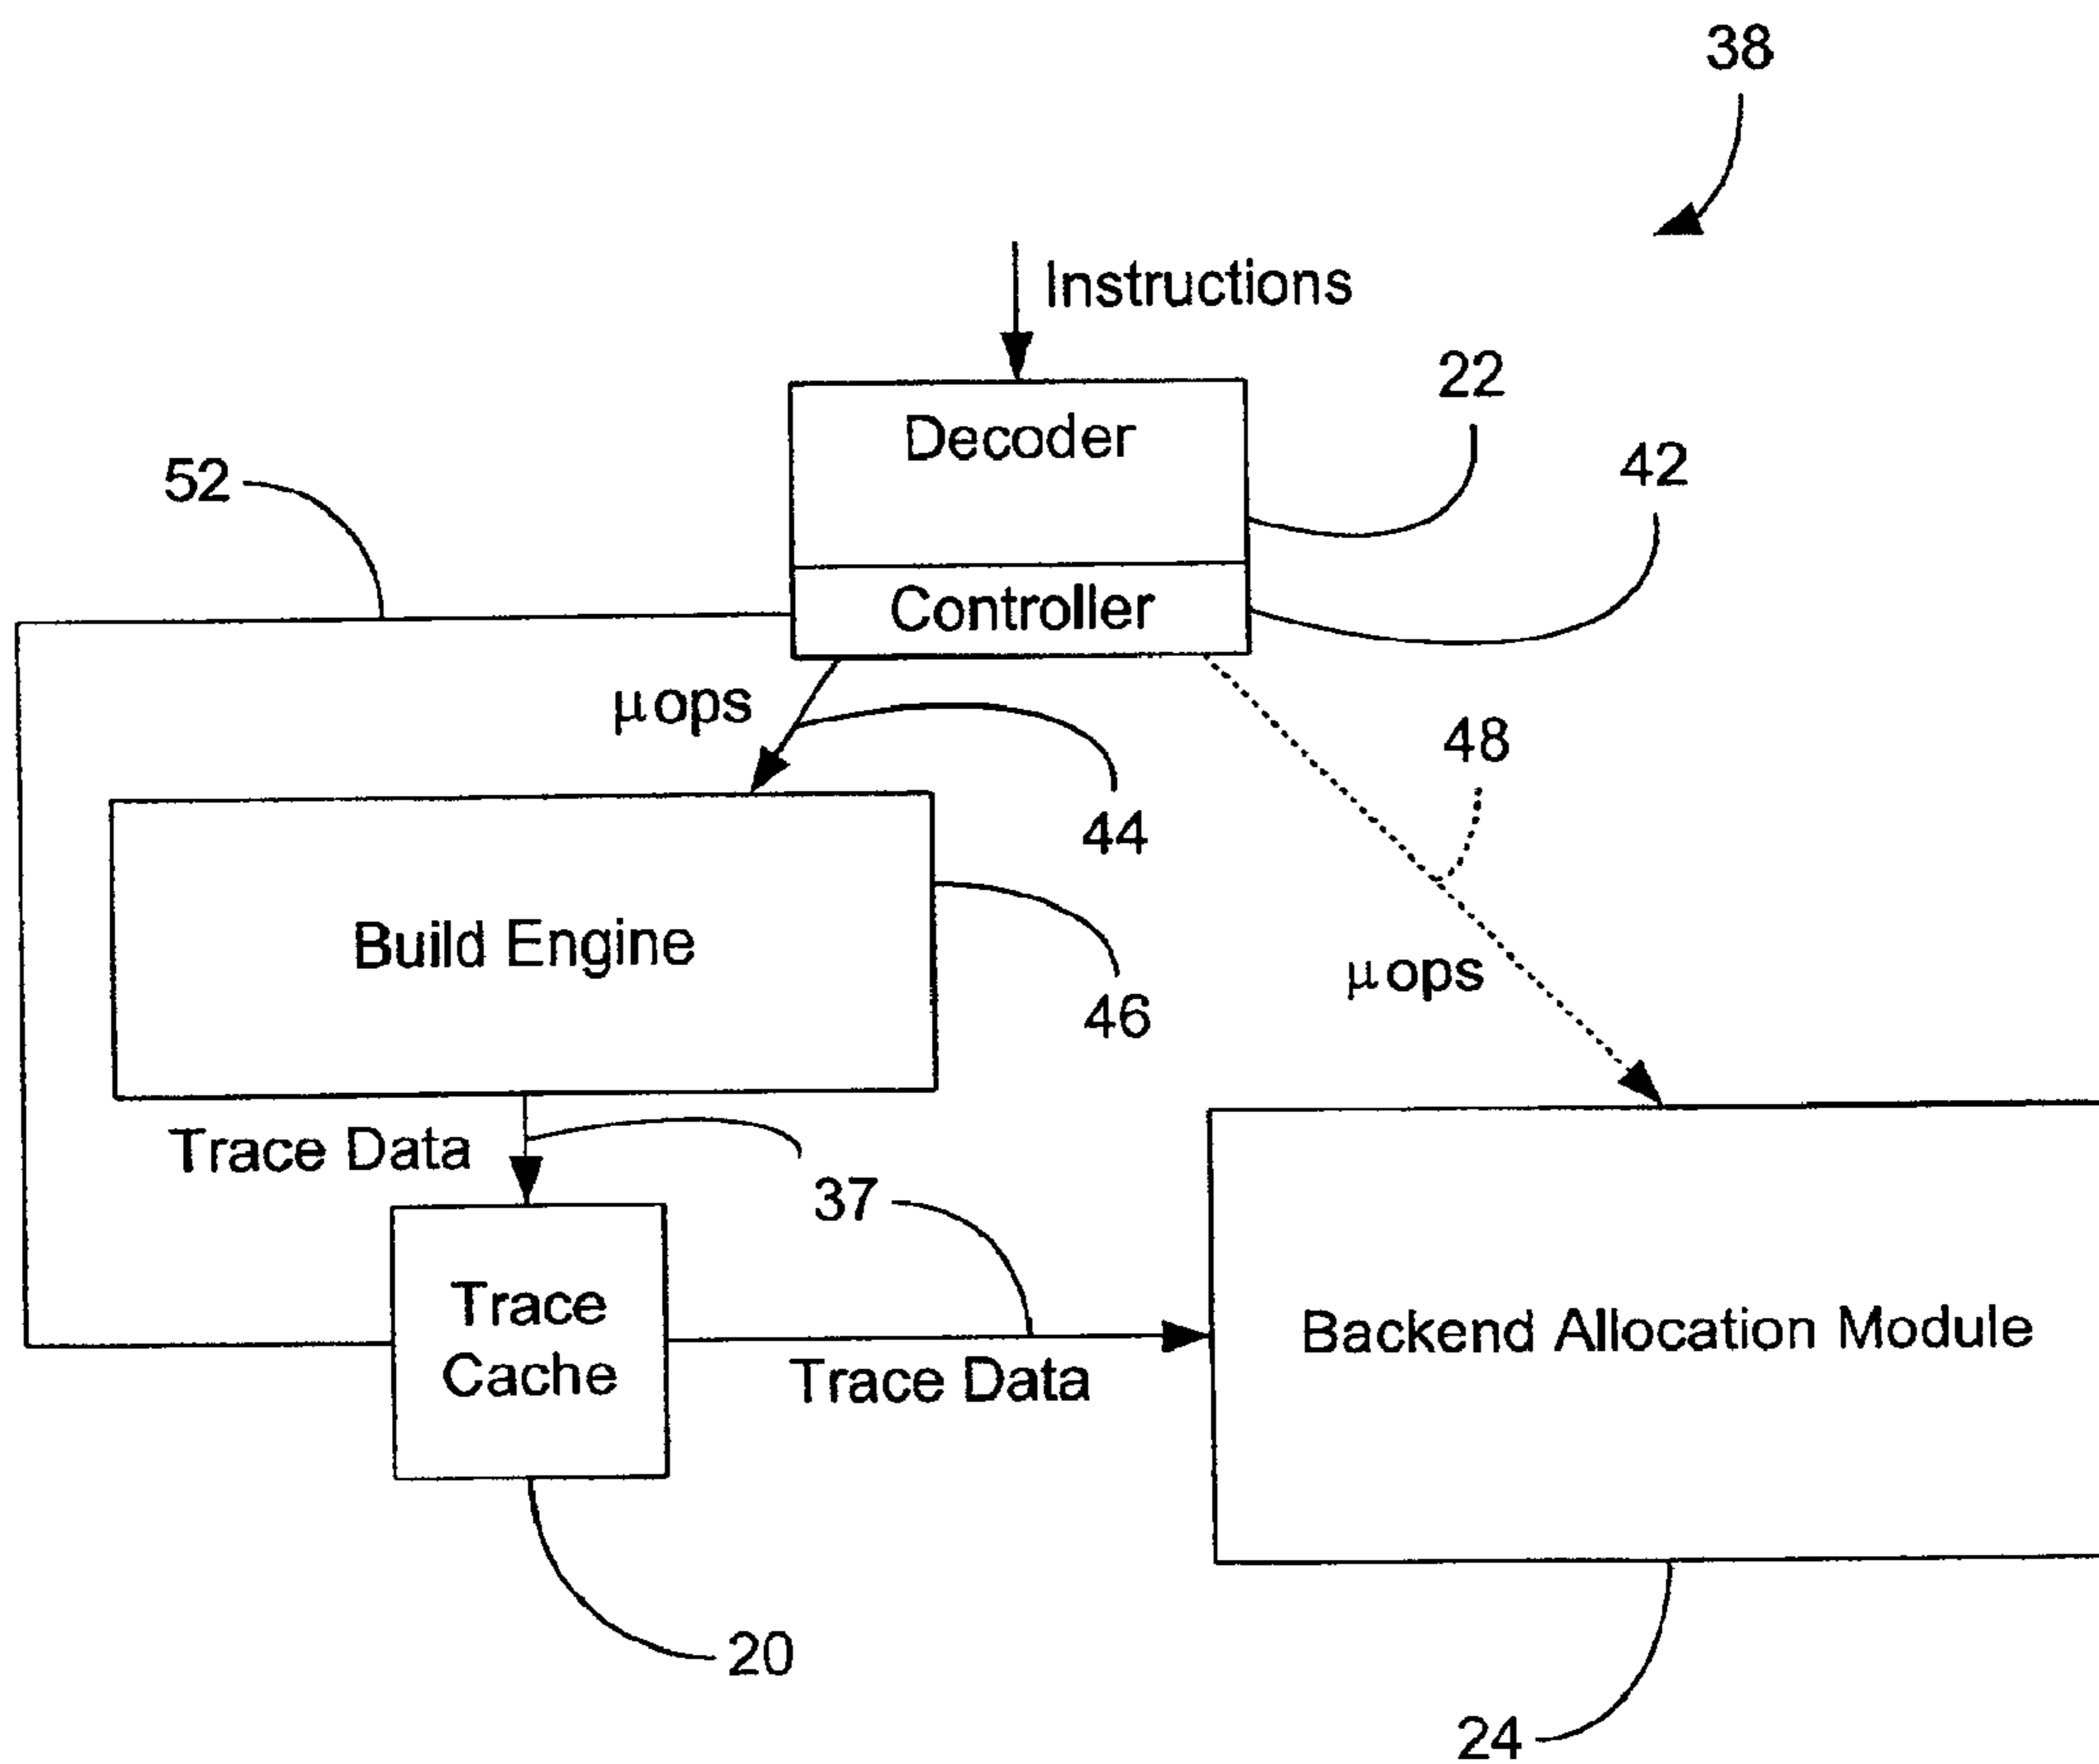 38
Instructions
22
Decoder
42
52
Controller
μops
48
44
Build Engine
μops
46
Trace Data
37
Trace
Cache
Backend Allocation Module
Trace Data
20
24